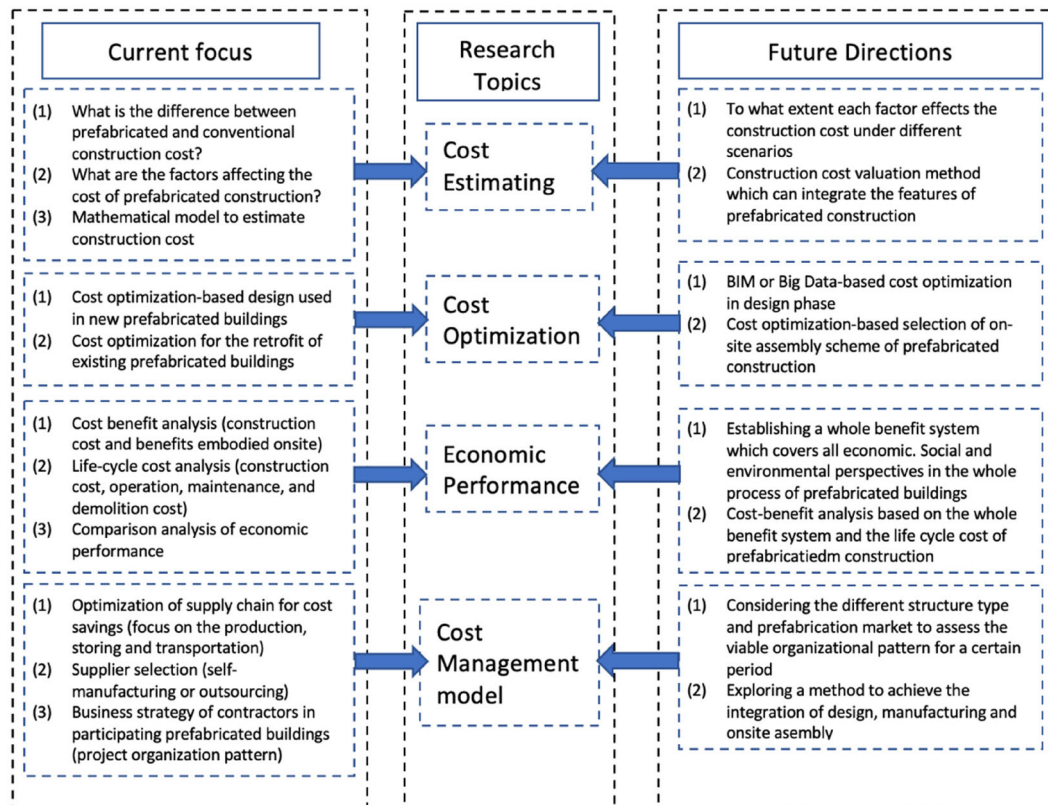 Current focus
(1) What is the difference between
prefabricated and conventional
construction cost?
(2) What are the factors affecting the
cost of prefabricated construction?
(3) Mathematical model to estimate
construction cost
(1) Cost optimization-based design used
in new prefabricated buildings
(2) Cost optimization for the retrofit of
existing prefabricated buildings
(1) Cost benefit analysis (construction
cost and benefits embodied onsite)
(2) Life-cycle cost analysis (construction
cost, operation, maintenance, and
demolition cost)
(3) Comparison analysis of economic
performance
(1) Optimization of supply chain for cost
savings (focus on the production,
storing and transportation)
(2) Supplier selection (self-
manufacturing or outsourcing)
(3) Business strategy of contractors in
participating prefabricated buildings
(project organization pattern)
Research
Topics
Cost
Estimating
Cost
Optimization
Economic
Performance
Cost
Management
model
Future Directions
(1) To what extent each factor effects the
construction cost under different
scenarios
(2) Construction cost valuation method
which can integrate the features of
prefabricated construction
(1) BIM or Big Data-based cost optimization
in design phase
(2) Cost optimization-based selection of on-
site assembly scheme of prefabricated
construction
(1) Establishing a whole benefit system
which covers all economic. Social and
environmental perspectives in the whole
process of prefabricated buildings
(2) Cost-benefit analysis based on the whole
benefit system and the life cycle cost of
prefabricatiedm construction
(1) Considering the different structure type
and prefabrication market to assess the
viable organizational pattern for a certain
period
(2) Exploring a method to achieve the
integration of design, manufacturing and
onsite asembly